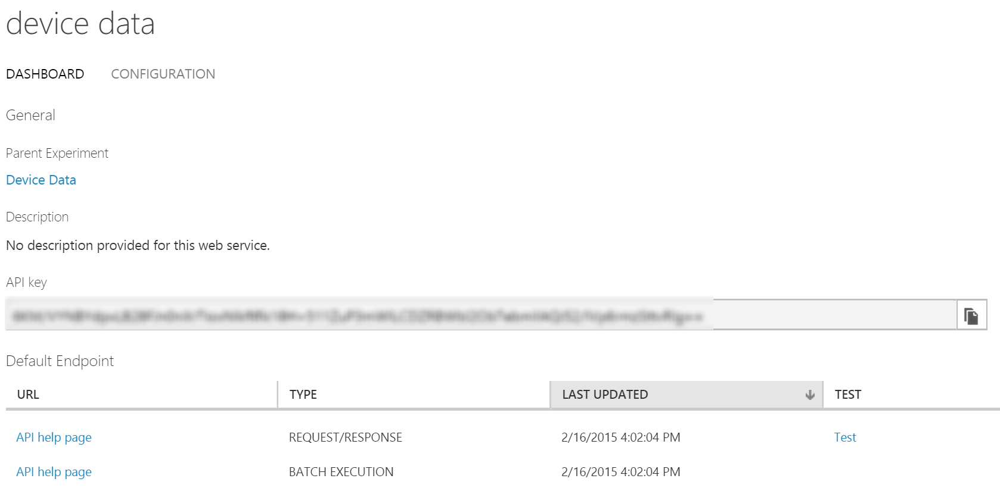 device data
DASHBOARD CONFIGURATION
General
Parent Experiment
Device Data
Description
No description provided for this web service.
API key
Default Endpoint
URL TYPE LAST UPDATED TEST
API help page REQUEST/RESPONSE 2/16/2015 4:02:04 PM Test
API help page BATCH EXECUTION 2/16/2015 4:02:04 PM